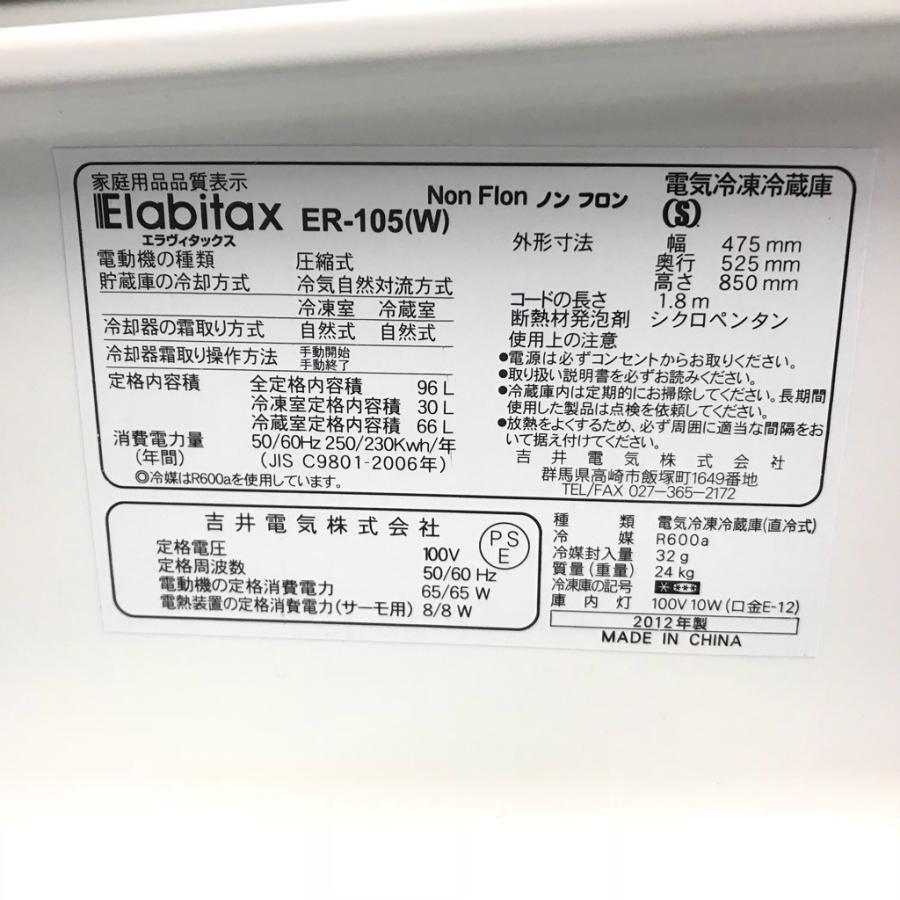 家庭用品品質表示
Elabitax ER-105(W)
エラヴィタックス
電動機の種類 圧縮式
貯蔵庫の冷却方式 冷気自然対流方式
冷凍室 冷蔵室
冷却器の霜取り方式 自然式 自然式
冷却器霜取り操作方法 手動開始
手動終了
定格内容積 全定格内容積 96 L
冷凍室定格内容積 30 L
冷蔵室定格内容積 66 L
消費電力量 50/60Hz 250/230Kwh/年
(年間) (JIS C9801-2006年)
◎冷媒はR600aを使用しています。
Non Flon ノン フロン 電気冷凍冷蔵庫
(S)
外形寸法 幅 475 mm
奥行 525 mm
高さ 850 mm
コードの長さ 1.8 m
断熱材発泡剤 シクロペンタン
使用上の注意
●電源は必ずコンセントからお取りください。
●取り扱い説明書を必ずお読みください。
●冷蔵庫内は定期的にお掃除してください。長期間
使用した製品は点検を依頼してください。
●放熱をよくするため、必ず周囲に適当な間隔をお
いて据え付けてください。
吉井電気株式会社
群馬県高崎市飯塚町1649番地
TEL/FAX 027-365-2172
吉井電気株式会社
PS
E
定格電圧 100V
定格周波数 50/60 Hz
電動機の定格消費電力 65/65 W
電熱装置の定格消費電力(サーモ用) 8/8 W
種類 電気冷凍冷蔵庫(直冷式)
冷媒 R600a
冷媒封入量 32 g
質量(重量) 24 kg
冷凍庫の記号 ****
庫内灯 100V 10W (口金E-12)
2012年製
MADE IN CHINA